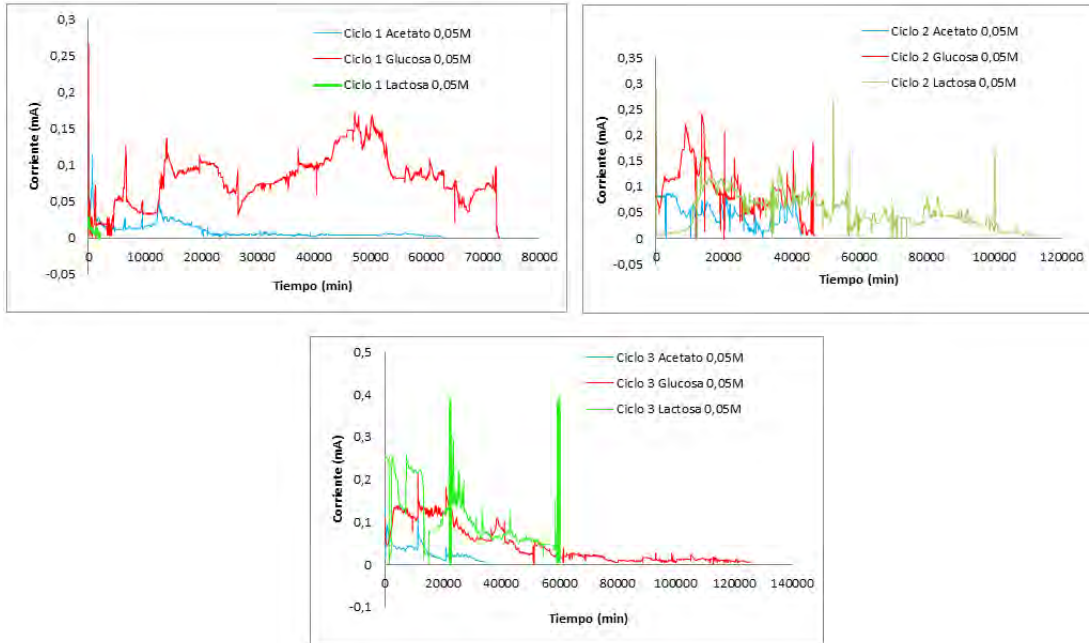 0,3
0,25
0,2
0,15
0,1
0,05
0
-0,05
Corriente (mA)
Ciclo 1 Acetato 0,05M
Ciclo 1 Glucosa 0,05M
Ciclo 1 Lactosa 0,05M
0 10000 20000 30000 40000 50000 60000 70000 80000
Tiempo (min)
0,35
0,3
0,25
0,2
0,15
0,1
0,05
0
-0,05
Corriente (mA)
Ciclo 2 Acetato 0,05M
Ciclo 2 Glucosa 0,05M
Ciclo 2 Lactosa 0,05M
0 20000 40000 60000 80000 100000 120000
Tiempo (min)
0,5
0,4
0,3
0,2
0,1
0
-0,1
Corriente (mA)
Ciclo 3 Acetato 0,05M
Ciclo 3 Glucosa 0,05M
Ciclo 3 Lactosa 0,05M
0 20000 40000 60000 80000 100000 120000 140000
Tiempo (min)